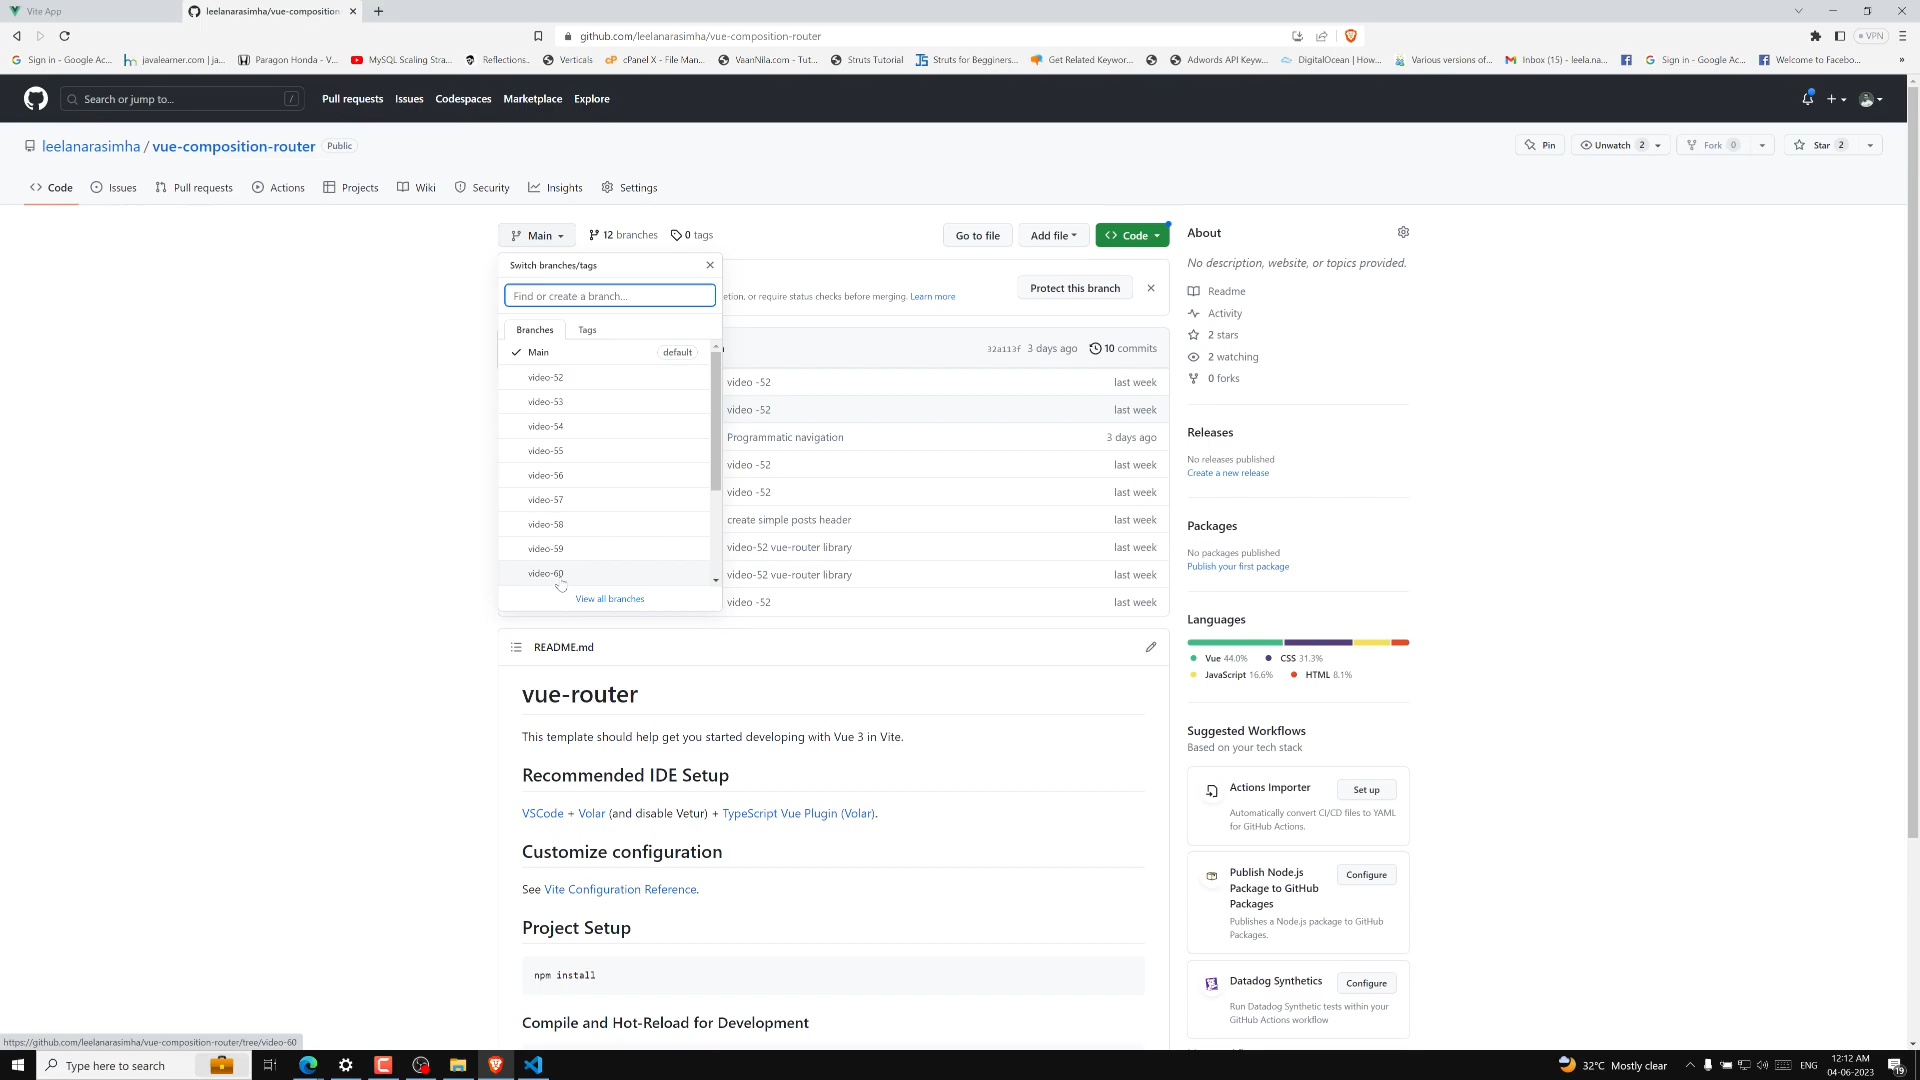 Vite App
leelanarasimha/vue-composition-
github.com/leelanarasimha/vue-composition-router
VPN
Sign in - Google Ac...
javalearner.com | ja...
Paragon Honda - V...
MySQL Scaling Stra...
Reflections..
Verticals
cPanel X - File Man...
VaanNila.com - Tut...
Struts Tutorial
Struts for Begginers...
Get Related Keywor...
Adwords API Keyw...
DigitalOcean | How...
Various versions of...
Inbox (15) - leela.na...
Sign in - Google Ac...
Welcome to Facebo...
Search or jump to...
/
Pull requests
Issues
Codespaces
Marketplace
Explore
leelanarasimha / vue-composition-router
Public
Pin
Unwatch 2
Fork 0
Star 2
Code
Issues
Pull requests
Actions
Projects
Wiki
Security
Insights
Settings
Main
12 branches
0 tags
Go to file
Add file
Code
Switch branches/tags
Find or create a branch...
Branches
Tags
Main
default
video-52
video-53
video-54
video-55
video-56
video-57
video-58
video-59
video-60
View all branches
etion, or require status checks before merging. Learn more
Protect this branch
32a113f 3 days ago
10 commits
video -52
last week
video -52
last week
Programmatic navigation
3 days ago
video -52
last week
video -52
last week
create simple posts header
last week
video-52 vue-router library
last week
video-52 vue-router library
last week
video -52
last week
README.md
vue-router
This template should help get you started developing with Vue 3 in Vite.
Recommended IDE Setup
VSCode + Volar (and disable Vetur) + TypeScript Vue Plugin (Volar).
Customize configuration
See Vite Configuration Reference.
Project Setup
npm install
Compile and Hot-Reload for Development
About
No description, website, or topics provided.
Readme
Activity
2 stars
2 watching
0 forks
Releases
No releases published
Create a new release
Packages
No packages published
Publish your first package
Languages
Vue 44.0%
CSS 31.3%
JavaScript 16.6%
HTML 8.1%
Suggested Workflows
Based on your tech stack
Actions Importer
Set up
Automatically convert CI/CD files to YAML
for GitHub Actions.
Publish Node.js
Package to GitHub
Packages
Configure
Publishes a Node.js package to GitHub
Packages.
Datadog Synthetics
Configure
Run Datadog Synthetic tests within your
GitHub Actions workflow
https://github.com/leelanarasimha/vue-composition-router/tree/video-60
Type here to search
32°C Mostly clear
ENG
12:12 AM
04-06-2023
19